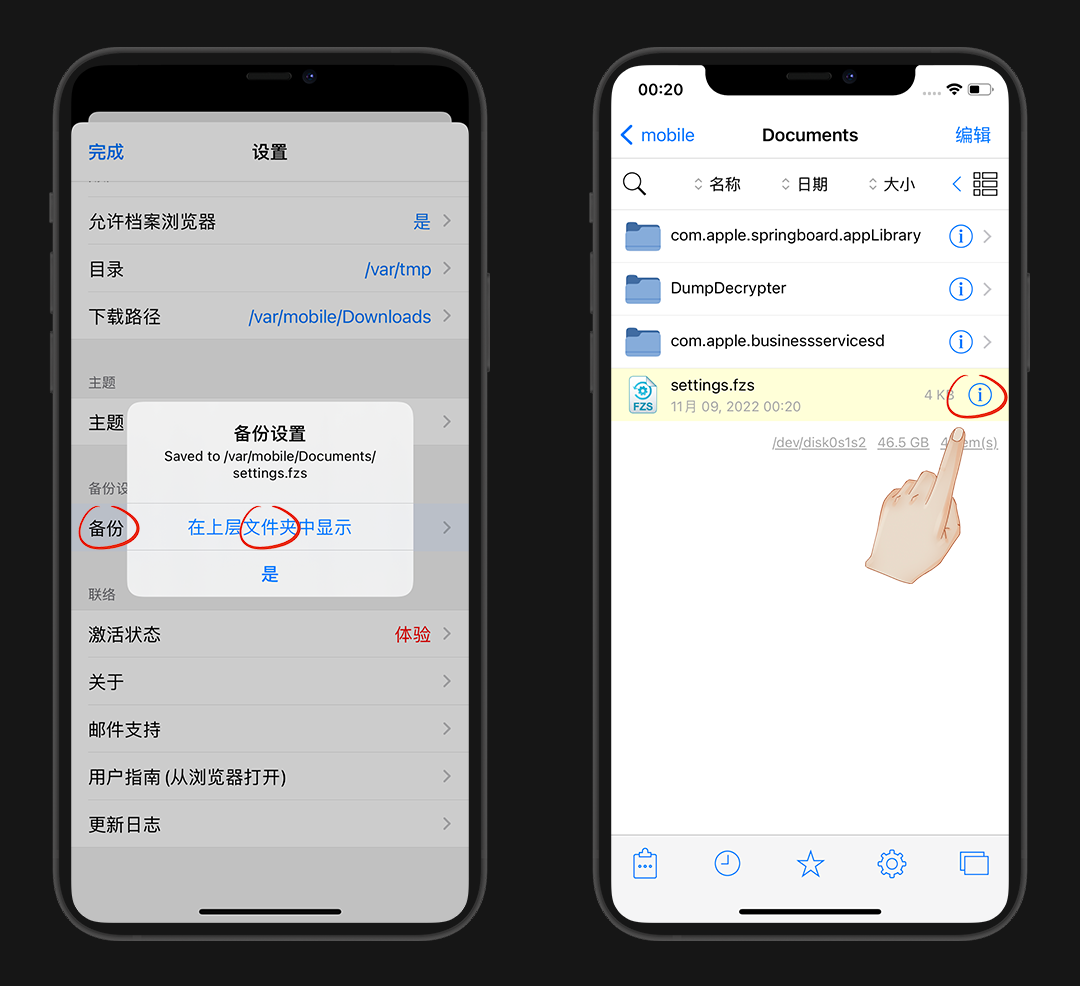 完成
设置
允许档案浏览器
是
目录
/var/tmp
下载路径
/var/mobile/Downloads
主题
主题
备份设置
Saved to /var/mobile/Documents/
settings.fzs
备份设
备份
在上层文件夹中显示
是
联络
激活状态
体验
关于
邮件支持
用户指南 (从浏览器打开)
更新日志
00:20
mobile
Documents
编辑
名称
日期
大小
com.apple.springboard.appLibrary
DumpDecrypter
com.apple.businessservicesd
settings.fzs
FZS
11月 09, 2022 00:20
4 KB
/dev/disk0s1s2
46.5 GB